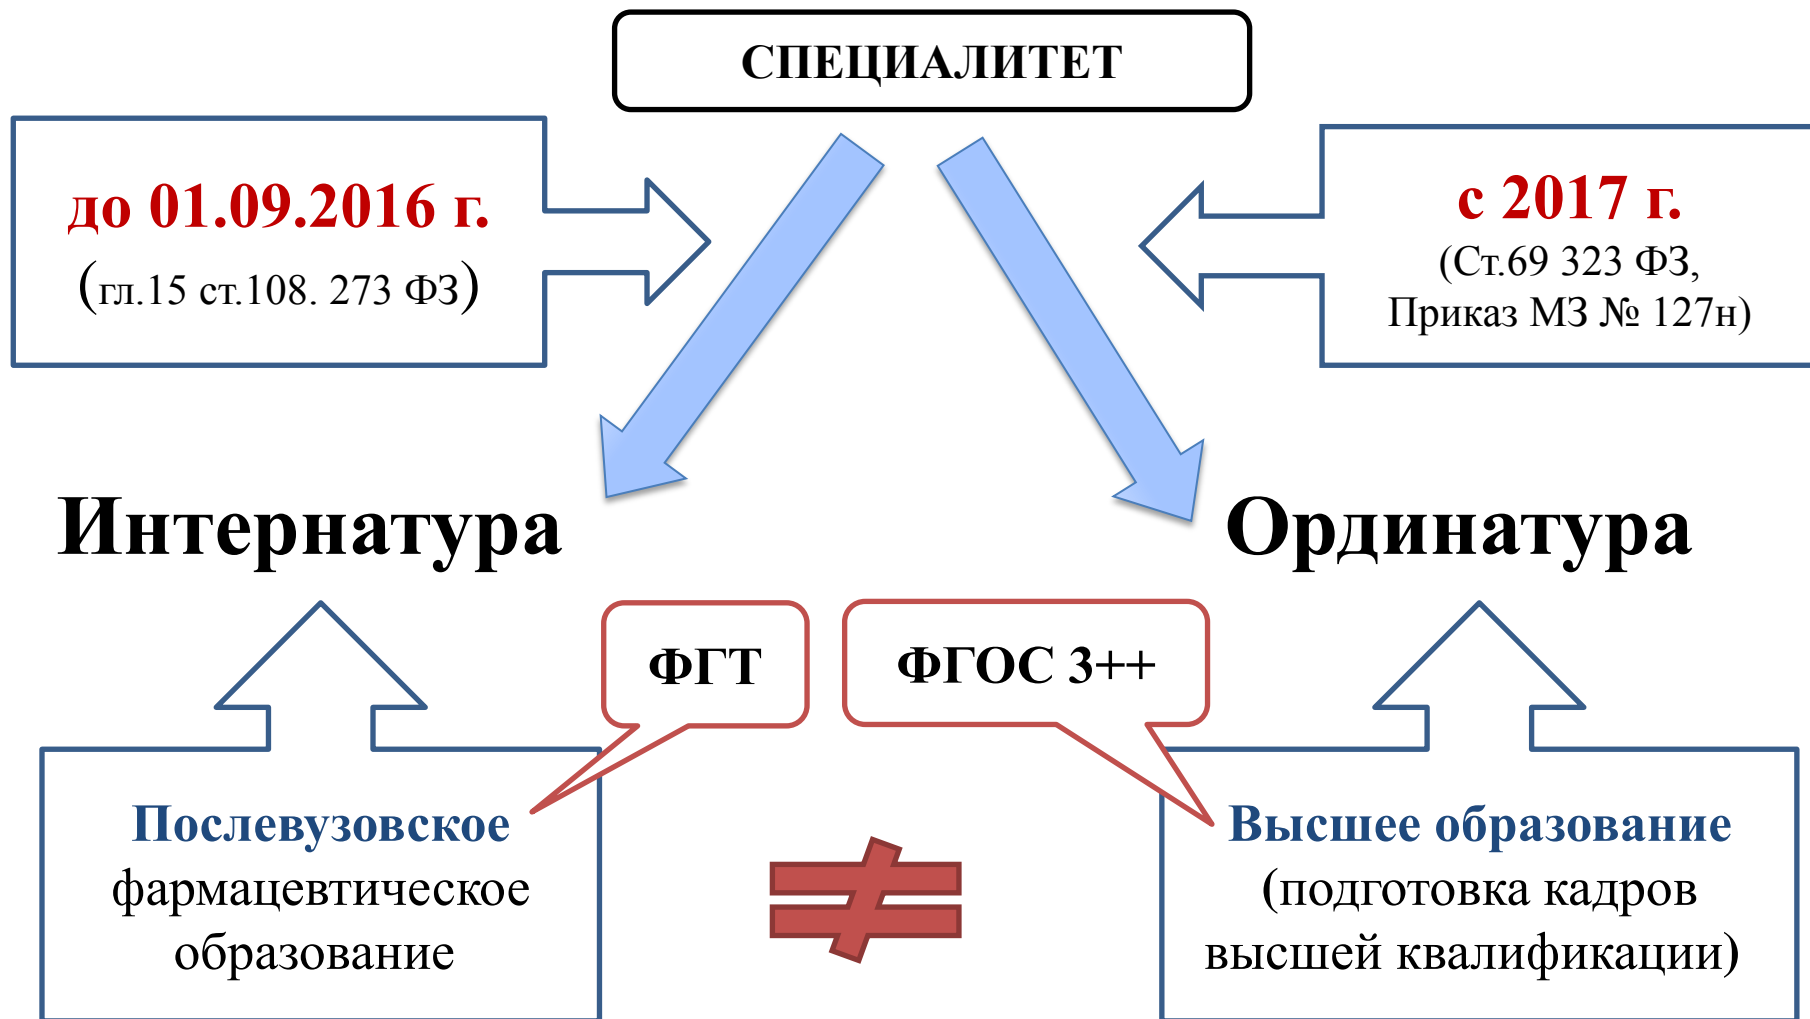 СПЕЦИАЛИТЕТ
до 01.09.2016 г.
(гл.15 ст.108. 273 ФЗ)
с 2017 г.
(Ст.69 323 ФЗ,
Приказ МЗ № 127н)
Интернатура
Ординатура
ФГТ
ФГОС 3++
Послевузовское
фармацевтическое
образование
Высшее образование
(подготовка кадров
высшей квалификации)